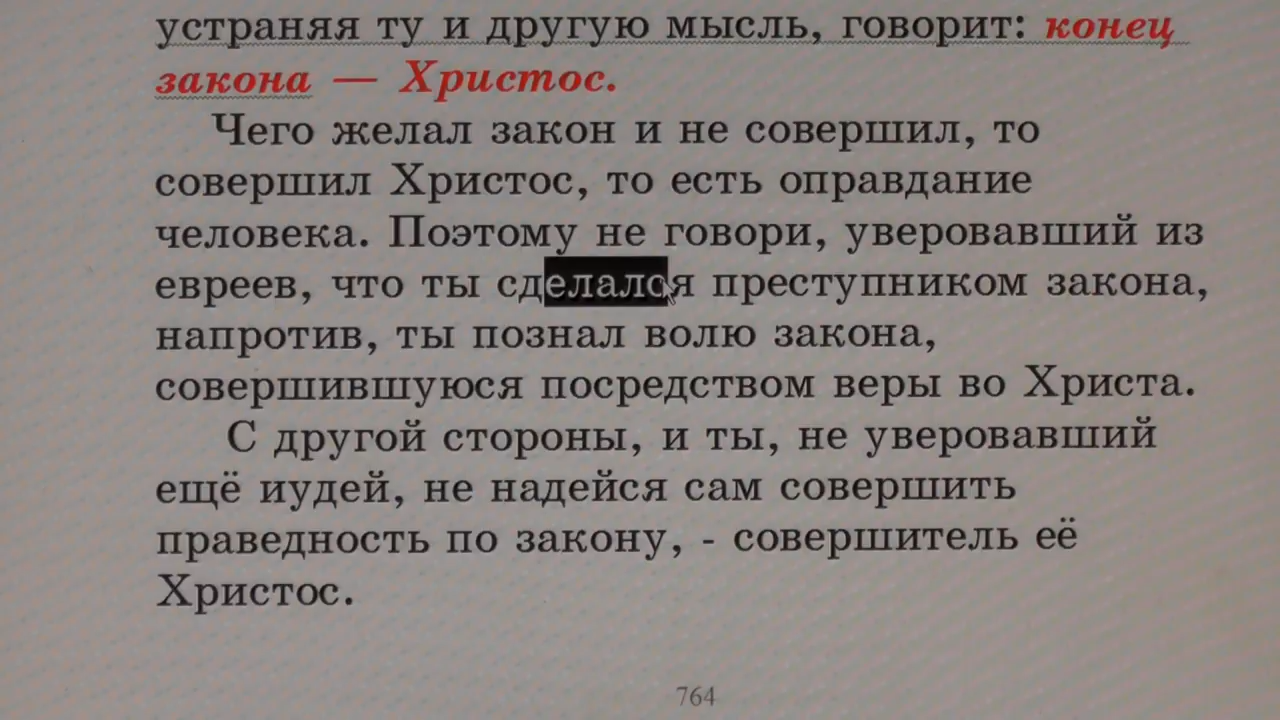 устраняя ту и другую мысль, говорит: конец
закона — Христос.
Чего желал закон и не совершил, то
совершил Христос, то есть оправдание
человека. Поэтому не говори, уверовавший из
евреев, что ты сделался преступником закона,
напротив, ты познал волю закона,
совершившуюся посредством веры во Христа.
С другой стороны, и ты, не уверовавший
ещё иудей, не надейся сам совершить
праведность по закону, - совершитель её
Христос.
764